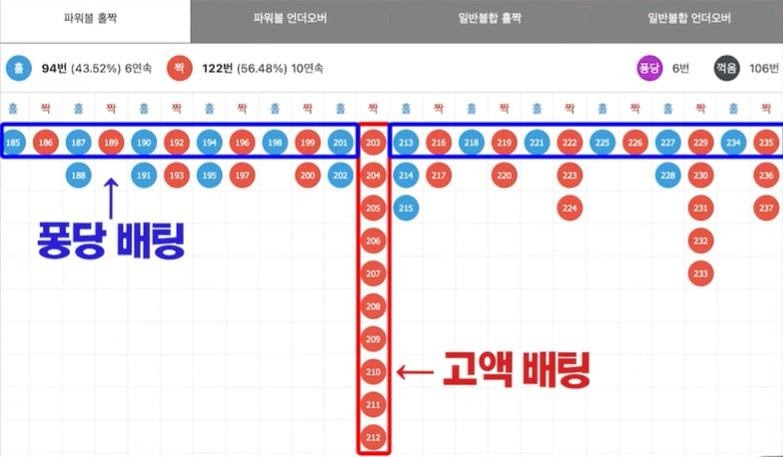 파워볼 홀짝 파워볼 언더오버 일반볼합 홀짝 일반볼합 언더오버
홀 94번 (43.52%) 6연속 짝 122번 (56.48%) 10연속 퐁당 6번 꺽음 106번
홀 짝 홀 짝 홀 짝 홀 짝 홀 짝 홀 짝 홀 짝 홀 짝 홀 짝 홀 짝 홀 짝 홀 짝
185 186 187 189 190 192 194 196 198 199 201 203 213 216 218 219 221 222 225 226 227 229 234 235
188 191 193 195 197 200 202 204 214 217 220 223 228 230 236
205 215 224 231 237
퐁당 배팅
206 232
207 233
208
209
210
고액 배팅
211
212